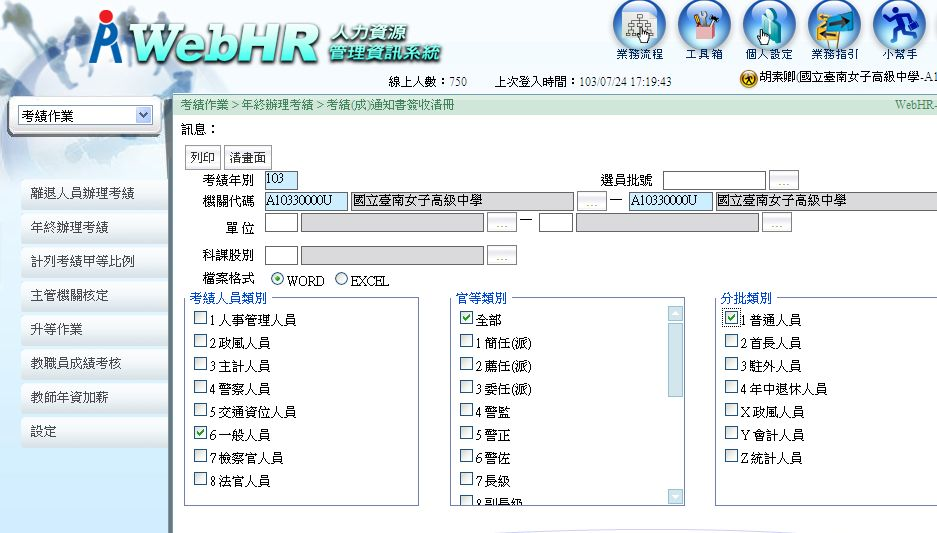 WebHR 人力資源
管理資訊系統
業務流程 工具箱 個人設定 業務指引 小幫手
線上人數：750 上次登入時間：103/07/24 17:19:43 胡素卿(國立臺南女子高級中學-A1
考績作業
考績作業 > 年終辦理考績 > 考績(成)通知書簽收清冊 WebHR-
訊息：
列印 清畫面
考績年別 103 選員批號 ...
機關代碼 A10330000U 國立臺南女子高級中學 ... 一 A10330000U 國立臺南女子高級中學
單位 ... 一 ...
科課股別 ...
檔案格式 WORD EXCEL
離退人員辦理考績
年終辦理考績
計列考績甲等比例
主管機關核定
升等作業
教職員成績考核
教師年資加薪
設定
考績人員類別
1 人事管理人員
2 政風人員
3 主計人員
4 警察人員
5 交通資位人員
6 一般人員
7 檢察官人員
8 法官人員
官等類別
全部
1 簡任(派)
2 薦任(派)
3 委任(派)
4 警監
5 警正
6 警佐
7 長級
8 副長級
分批類別
1 普通人員
2 首長人員
3 駐外人員
4 年中退休人員
X 政風人員
Y 會計人員
Z 統計人員